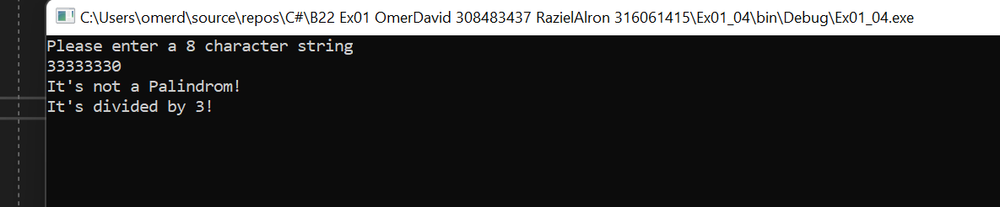 C:\Users\omerd\source\repos\C#\B22 Ex01 OmerDavid 308483437 RazielAlron 316061415\Ex01_04\bin\Debug\Ex01_04.exe
Please enter a 8 character string
33333330
It's not a Palindrom!
It's divided by 3!